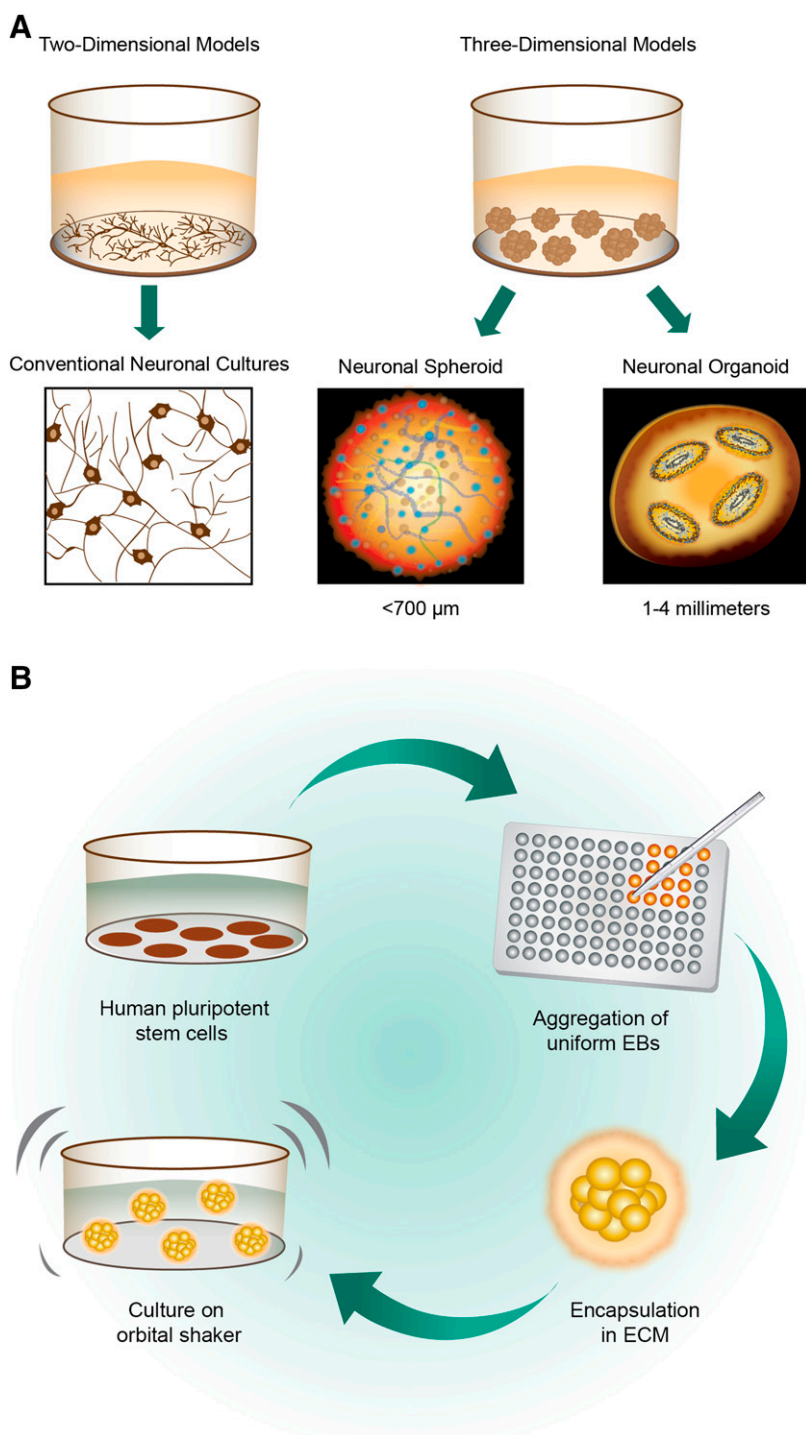 A
Two-Dimensional Models
Three-Dimensional Models
Conventional Neuronal Cultures
Neuronal Spheroid
Neuronal Organoid
<700 μm
1-4 millimeters
B
Human pluripotent
stem cells
Aggregation of
uniform EBs
Culture on
orbital shaker
Encapsulation
in ECM